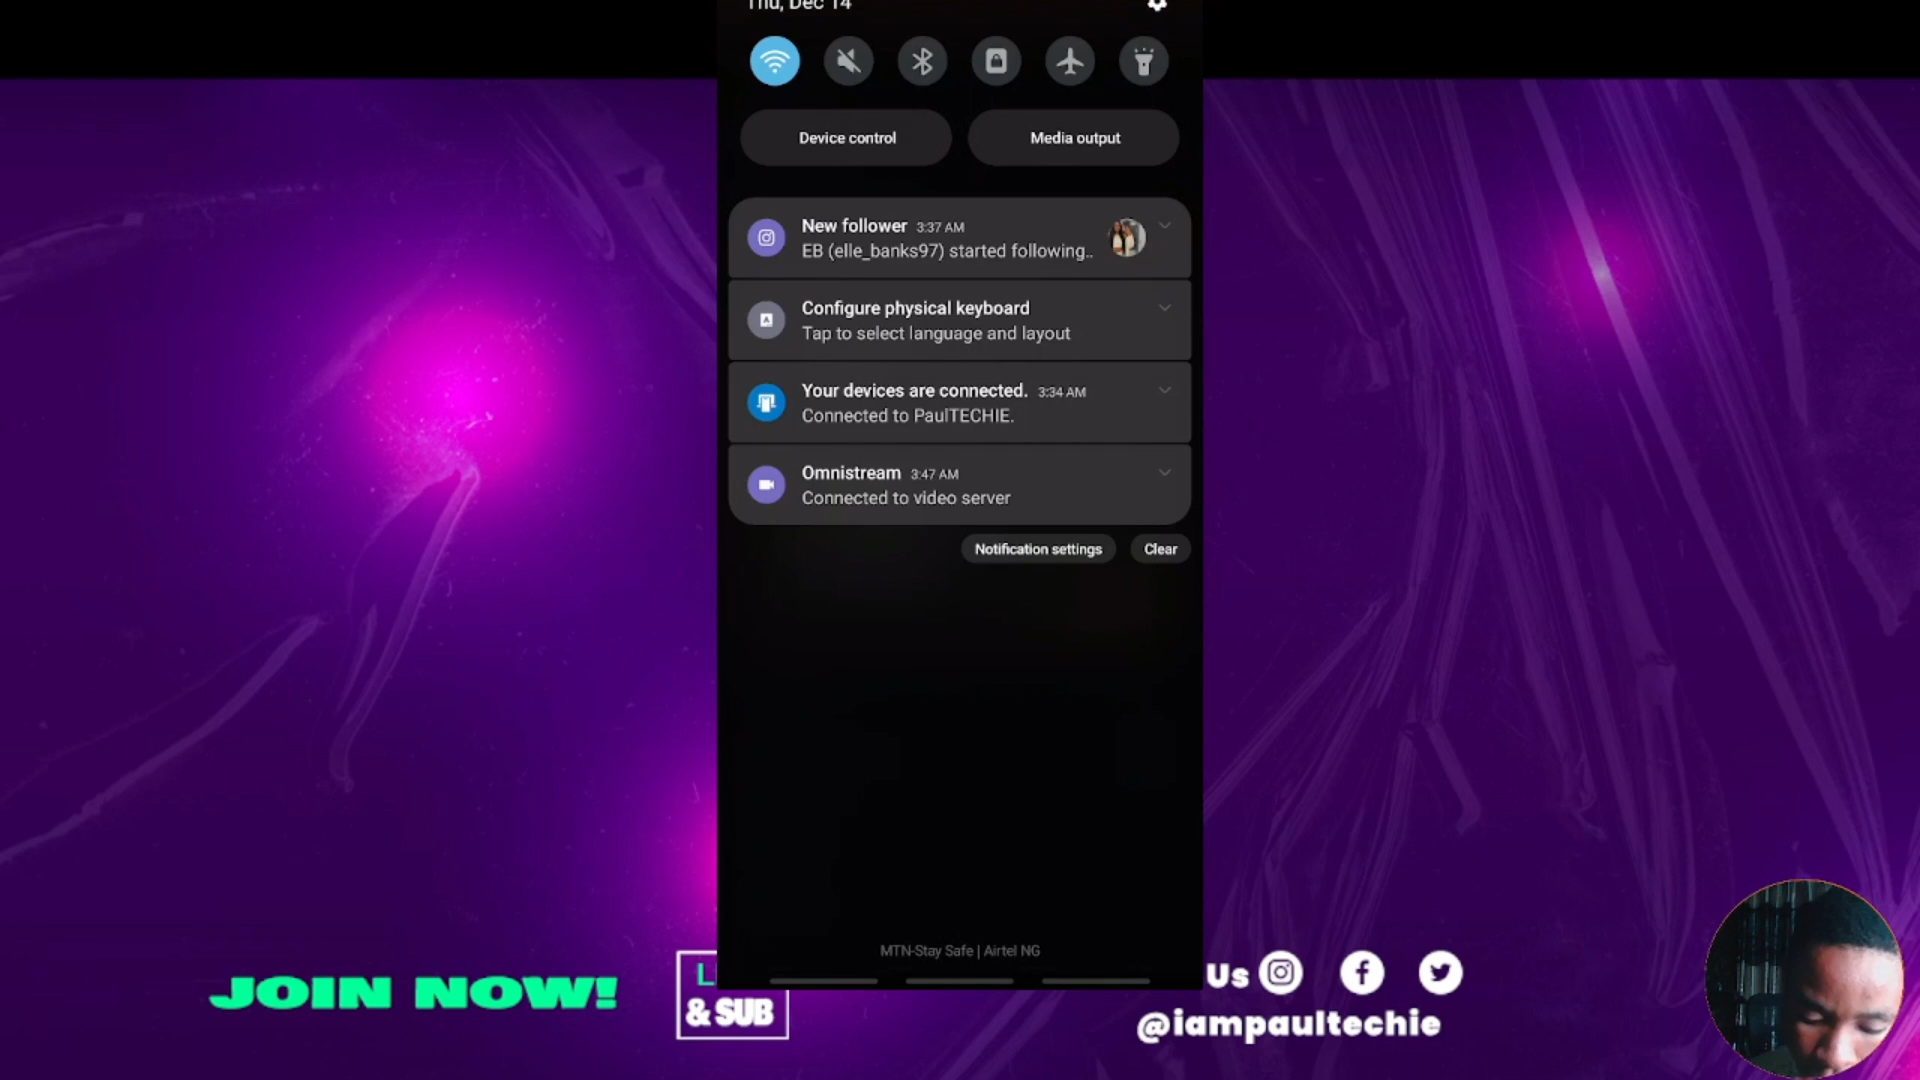 Thu, Dec 14
Device control
Media output
New follower 3:37 AM
EB (elle_banks97) started following..
Configure physical keyboard
Tap to select language and layout
Your devices are connected. 3:34 AM
Connected to PaulTECHIE.
Omnistream 3:47 AM
Connected to video server
Notification settings
Clear
MTN-Stay Safe | Airtel NG
JOIN NOW!
L
& SUB
Us
@iampaultechie